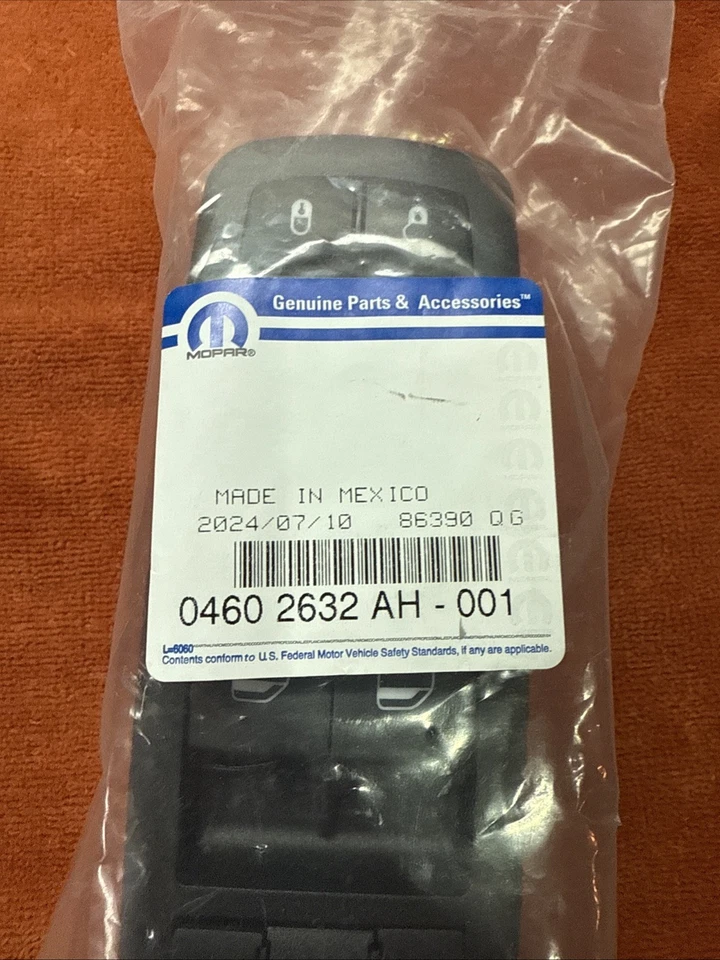 Genuine Parts & Accessories™
MOPAR®
MADE IN MEXICO
2024/07/10 86390 QG
0460 2632 AH - 001
L=6060
Contents conform to U.S. Federal Motor Vehicle Safety Standards, if any are applicable.